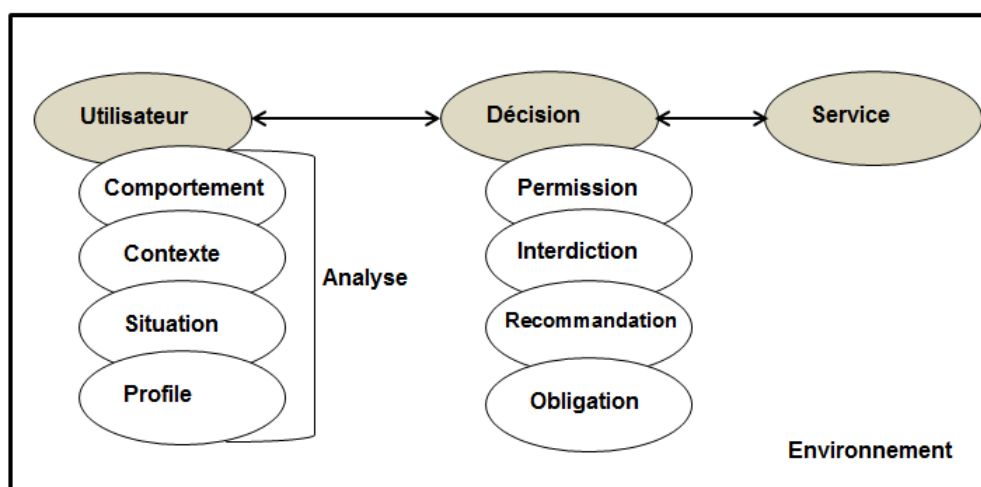 Utilisateur
Décision
Service
Comportement
Contexte
Situation
Profile
Analyse
Permission
Interdiction
Recommandation
Obligation
Environnement